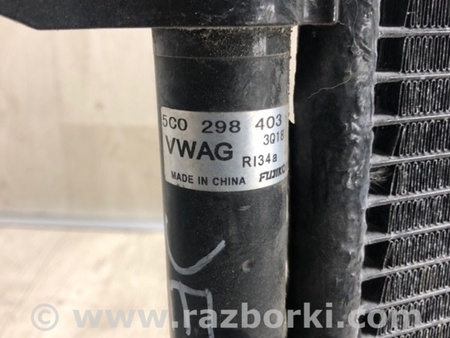 5C0 298 403
3Q18
VWAG R134a
MADE IN CHINA
© www.razborki.com/